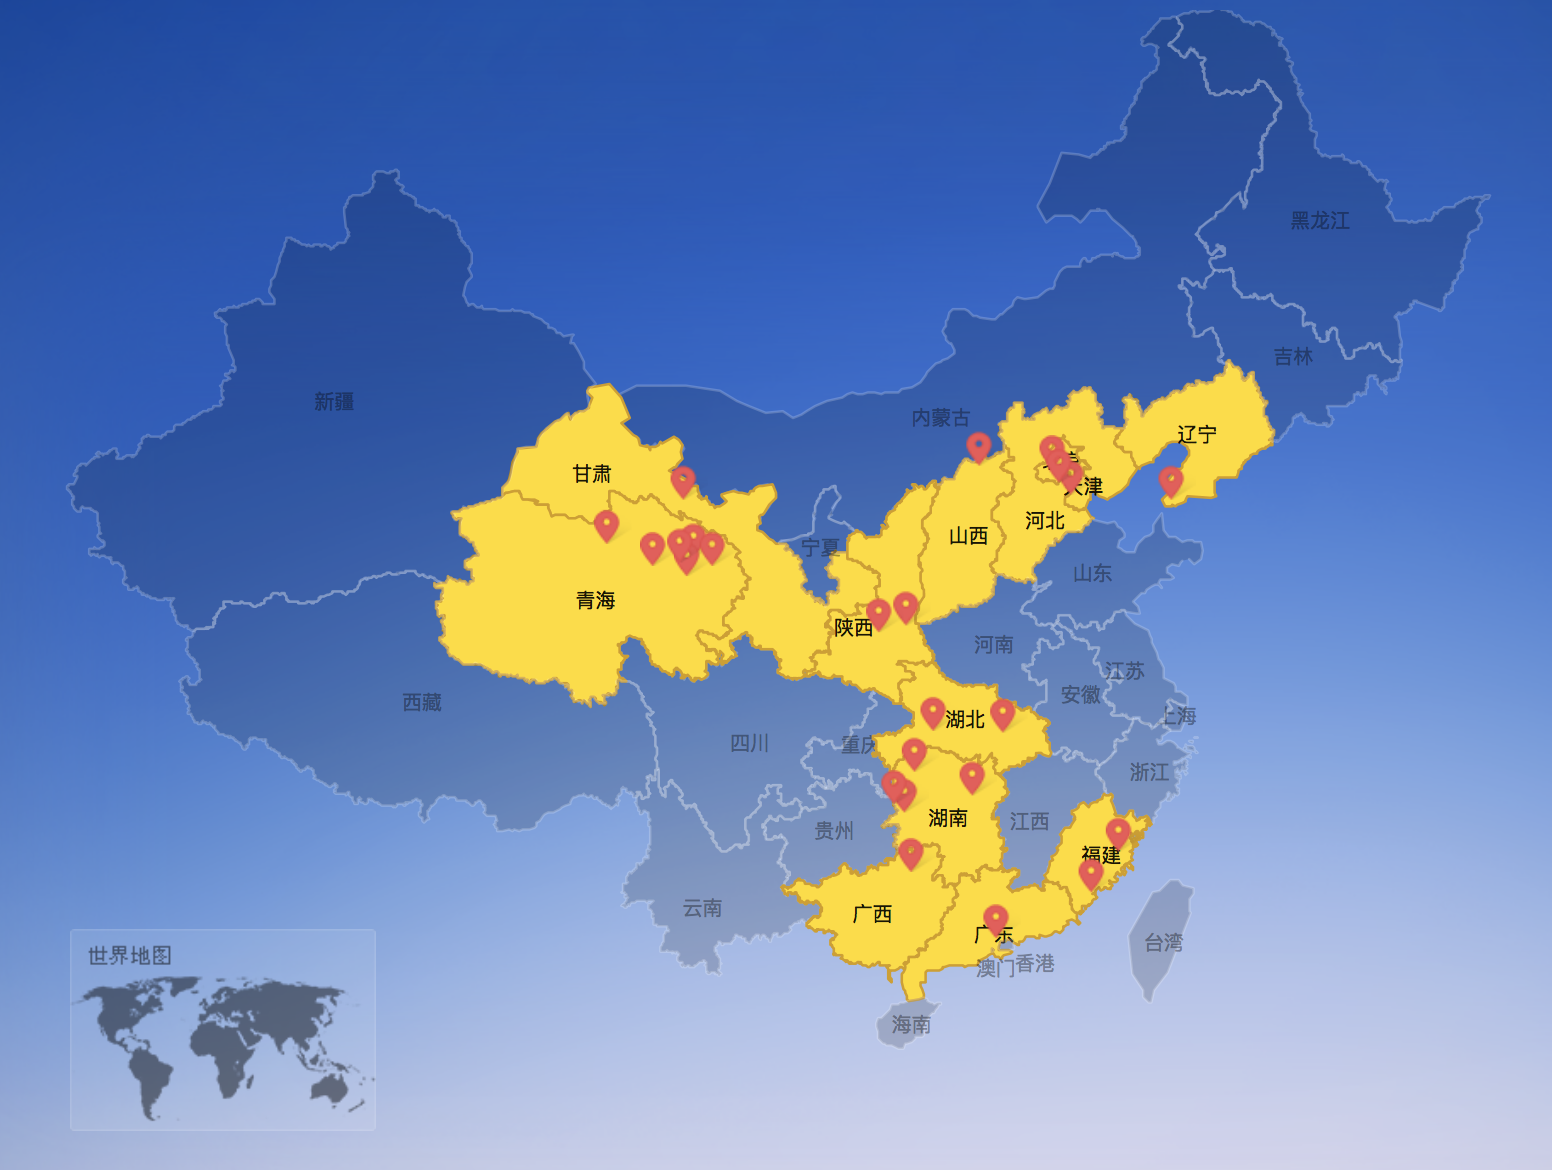 黑龙江
吉林
新疆
内蒙古
辽宁
甘肃
天津
河北
山西
宁夏
山东
青海
陕西
河南
江苏
安徽
西藏
上海
湖北
四川
重庆
浙江
湖南
江西
贵州
福建
云南
广西
广东
台湾
澳门
香港
海南
世界地图